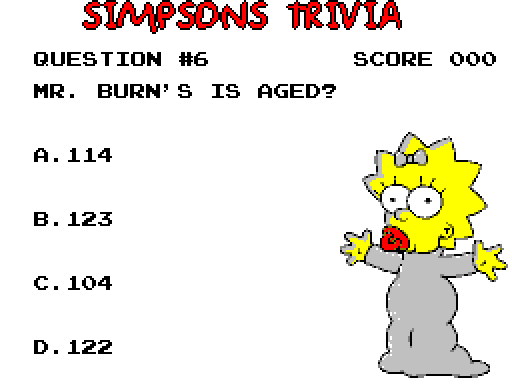 SIMPSONS TRIVIA
QUESTION #6 SCORE 000
MR. BURN'S IS AGED?
A.114
B.123
C.104
D.122